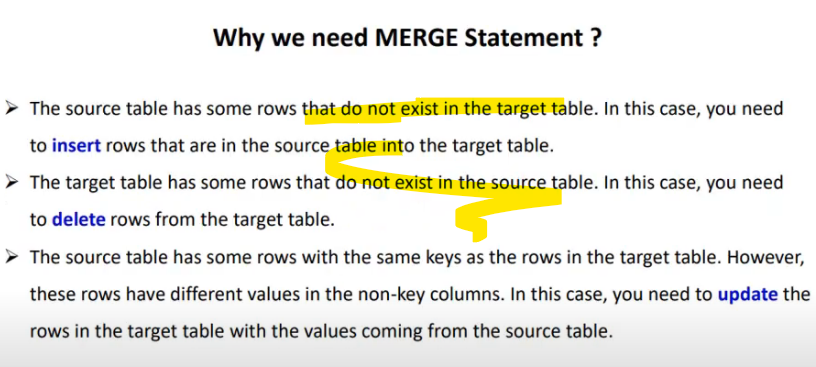 Why we need MERGE Statement ?
➤ The source table has some rows that do not exist in the target table. In this case, you need
to insert rows that are in the source table into the target table.
➤ The target table has some rows that do not exist in the source table. In this case, you need
to delete rows from the target table.
➤ The source table has some rows with the same keys as the rows in the target table. However,
these rows have different values in the non-key columns. In this case, you need to update the
rows in the target table with the values coming from the source table.